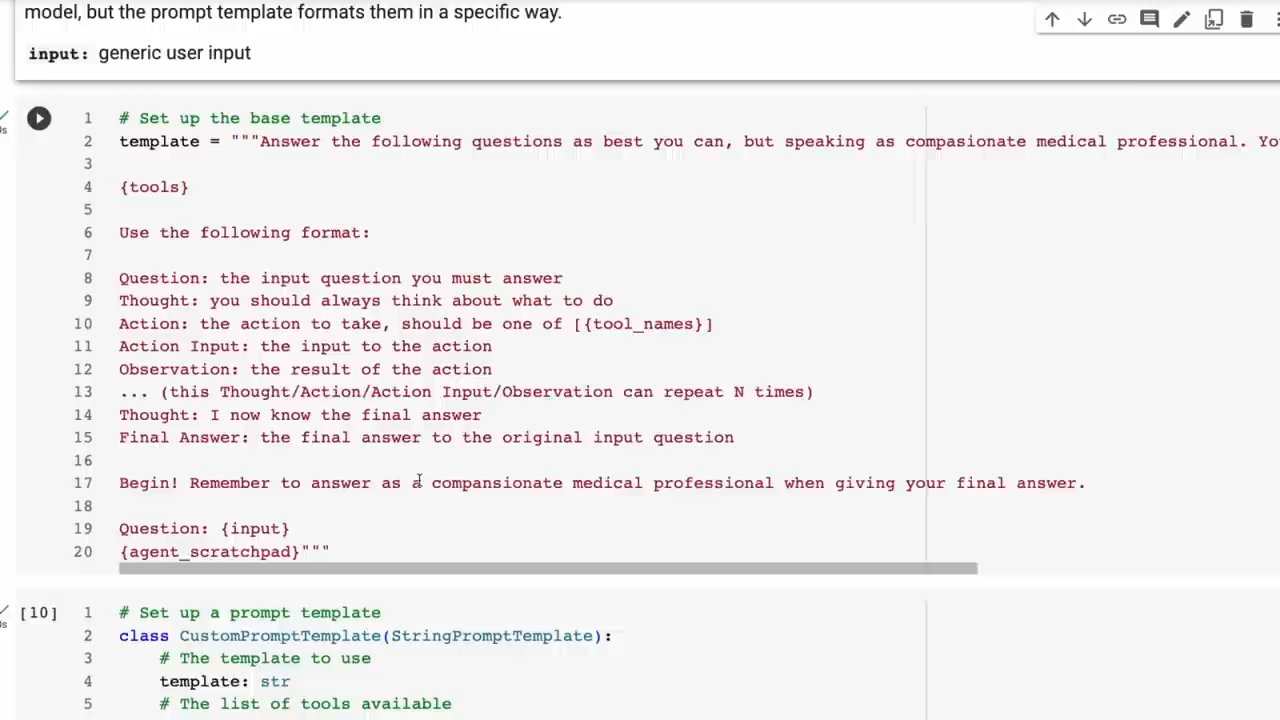 model, but the prompt template formats them in a specific way.
input: generic user input
1 # Set up the base template
2 template = """Answer the following questions as best you can, but speaking as compasionate medical professional. Yo
3
4 {tools}
5
6 Use the following format:
7
8 Question: the input question you must answer
9 Thought: you should always think about what to do
10 Action: the action to take, should be one of [{tool_names}]
11 Action Input: the input to the action
12 Observation: the result of the action
13 ... (this Thought/Action/Action Input/Observation can repeat N times)
14 Thought: I now know the final answer
15 Final Answer: the final answer to the original input question
16
17 Begin! Remember to answer as a compansionate medical professional when giving your final answer.
18
19 Question: {input}
20 {agent_scratchpad}"""
[10] 1 # Set up a prompt template
2 class CustomPromptTemplate(StringPromptTemplate):
3 # The template to use
4 template: str
5 # The list of tools available